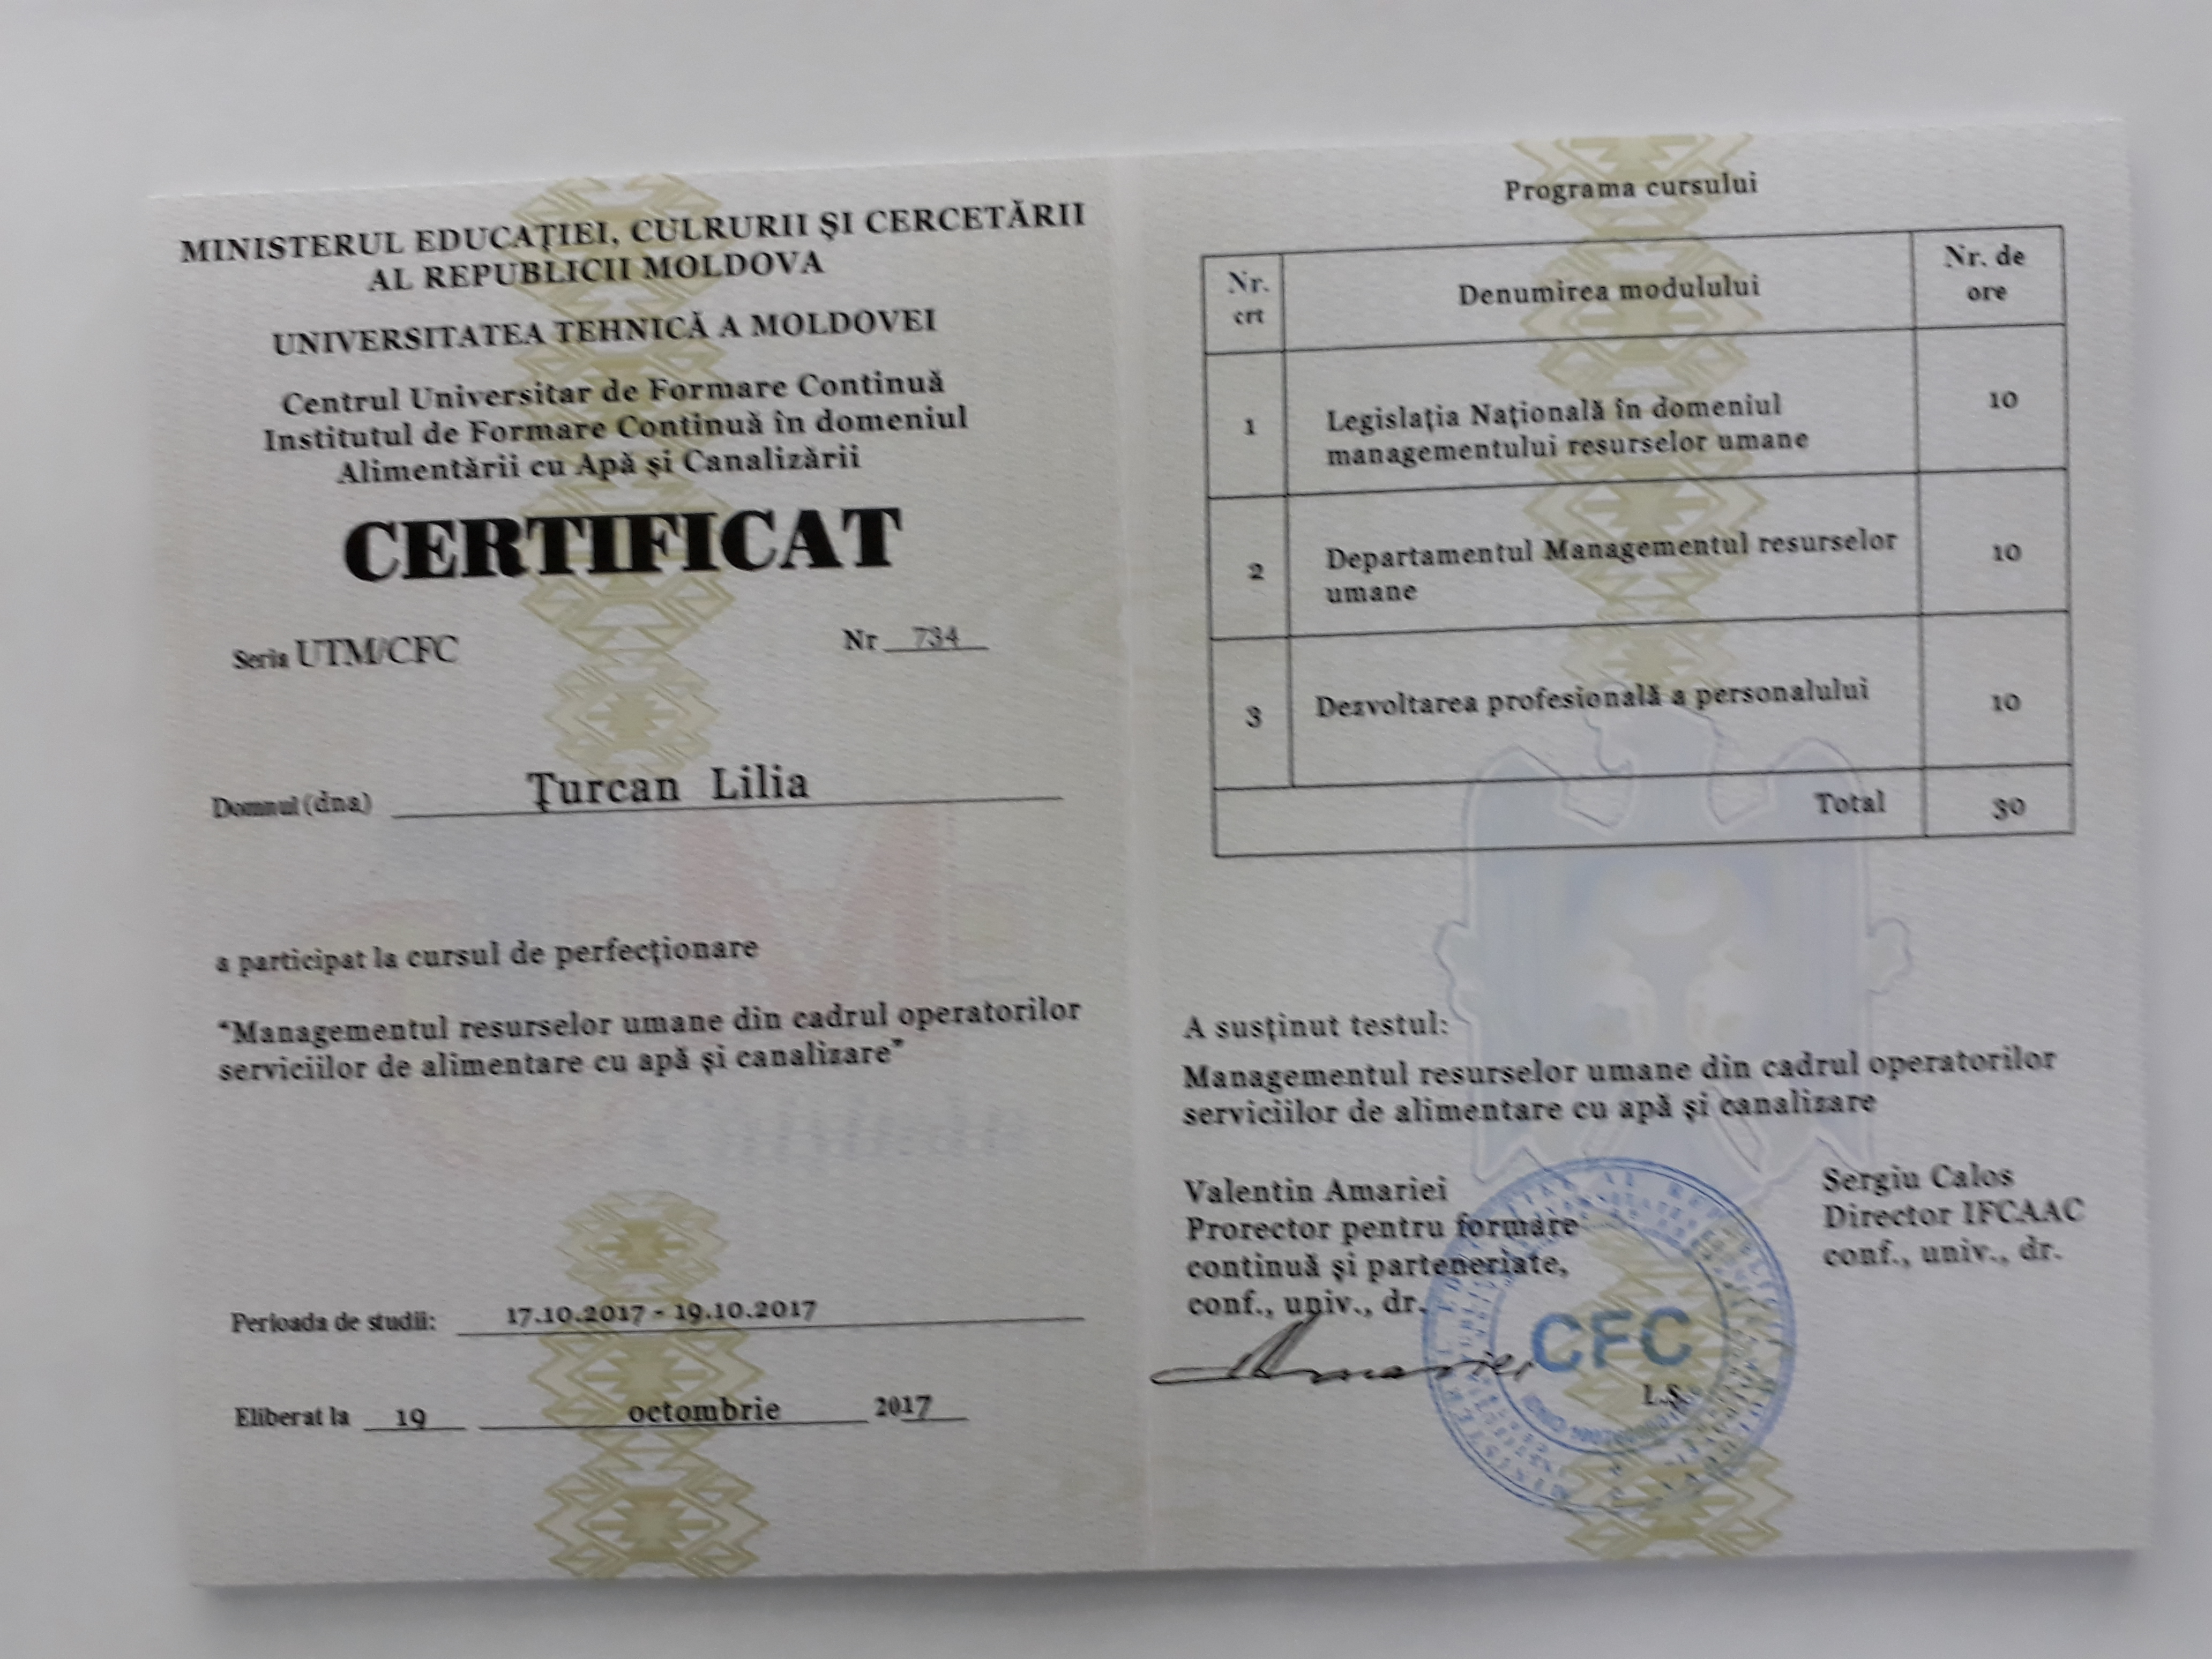 MINISTERUL EDUCAŢIEI, CULRURII ŞI CERCETĂRII
AL REPUBLICII MOLDOVA
UNIVERSITATEA TEHNICĂ A MOLDOVEI
Centrul Universitar de Formare Continuă
Institutul de Formare Continuă în domeniul
Alimentării cu Apă şi Canalizării
CERTIFICAT
Seria UTM/CFC Nr 734
Domnul (dna) Ţurcan Lilia
a participat la cursul de perfecţionare
“Managementul resurselor umane din cadrul operatorilor
serviciilor de alimentare cu apă şi canalizare”
Perioada de studii: 17.10.2017 - 19.10.2017
Eliberat la 19 octombrie 2017
Programa cursului
Nr. crt Denumirea modulului Nr. de ore
1 Legislaţia Naţională în domeniul 10
managementului resurselor umane
2 Departamentul Managementul resurselor 10
umane
3 Dezvoltarea profesională a personalului 10
Total 30
A susţinut testul:
Managementul resurselor umane din cadrul operatorilor
serviciilor de alimentare cu apă şi canalizare
Valentin Amariei
Prorector pentru formare
continuă şi parteneriate,
conf., univ., dr.
Sergiu Calos
Director IFCAAC
conf., univ., dr.
Amariei
CFC
L.S.